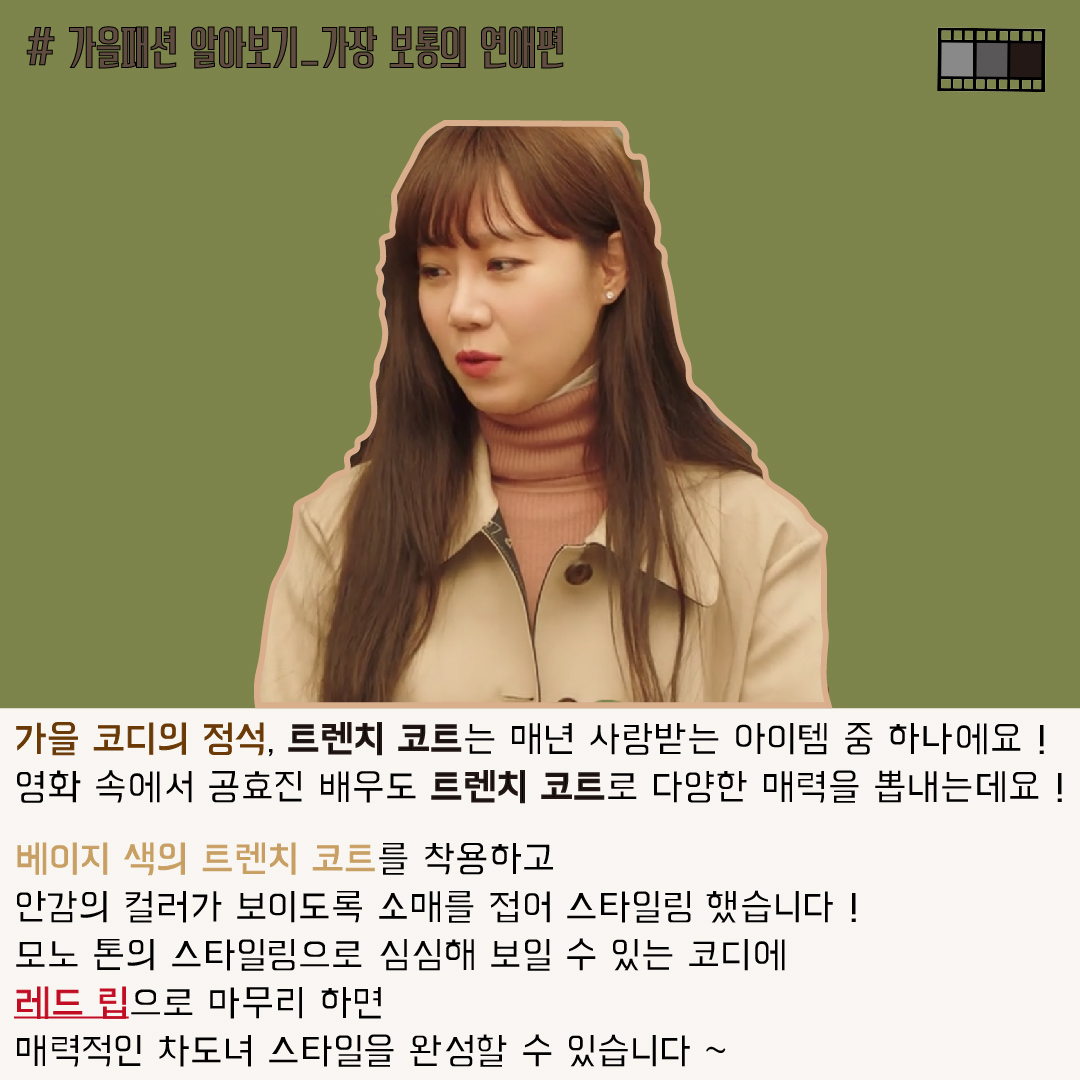 # 가을패션 알아보기_가장 보통의 연애편
가을 코디의 정석, 트렌치 코트는 매년 사랑받는 아이템 중 하나에요 !
영화 속에서 공효진 배우도 트렌치 코트로 다양한 매력을 뽑내는데요 !
베이지 색의 트렌치 코트를 착용하고
안감의 컬러가 보이도록 소매를 접어 스타일링 했습니다 !
모노 톤의 스타일링으로 심심해 보일 수 있는 코디에
레드 립으로 마무리 하면
매력적인 차도녀 스타일을 완성할 수 있습니다 ~